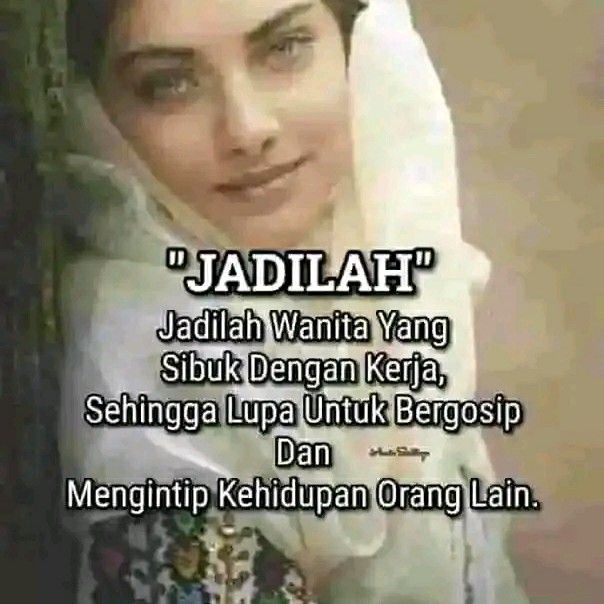 "JADILAH"
Jadilah Wanita Yang
Sibuk Dengan Kerja,
Sehingga Lupa Untuk Bergosip
Dan
Mengintip Kehidupan Orang Lain.